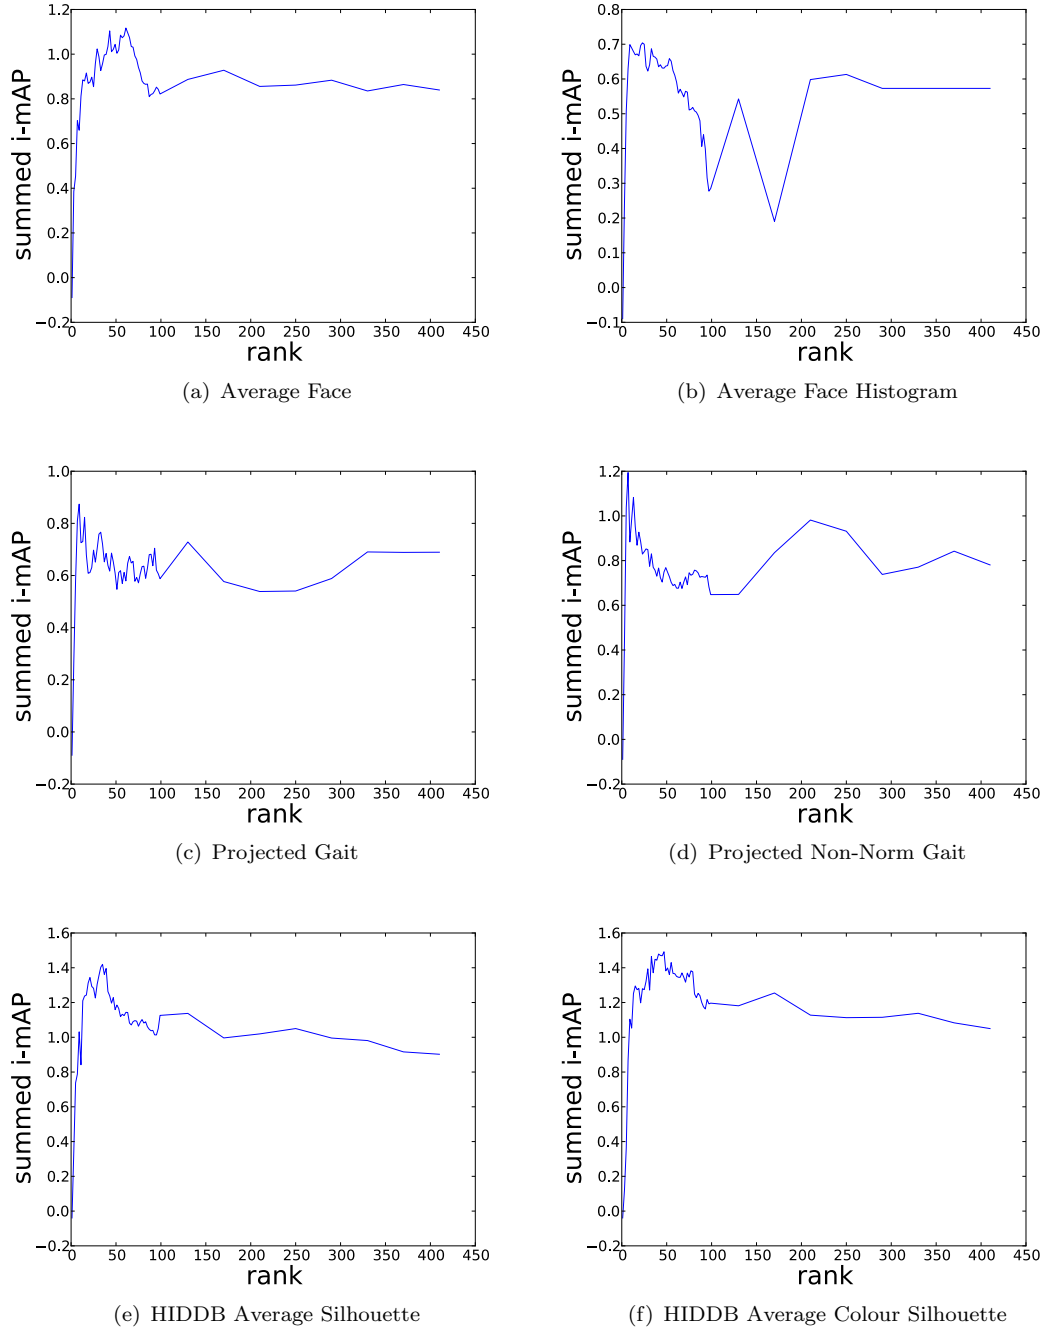 1.2
1.0
0.8
0.6
0.4
0.2
0.0
−0.2
0 50 100 150 200 250 300 350 400 450
summed i-mAP
rank
(a) Average Face
0.8
0.7
0.6
0.5
0.4
0.3
0.2
0.1
0.0
−0.1
0 50 100 150 200 250 300 350 400 450
summed i-mAP
rank
(b) Average Face Histogram
1.0
0.8
0.6
0.4
0.2
0.0
−0.2
0 50 100 150 200 250 300 350 400 450
summed i-mAP
rank
(c) Projected Gait
1.2
1.0
0.8
0.6
0.4
0.2
0.0
−0.2
0 50 100 150 200 250 300 350 400 450
summed i-mAP
rank
(d) Projected Non-Norm Gait
1.6
1.4
1.2
1.0
0.8
0.6
0.4
0.2
0.0
−0.2
0 50 100 150 200 250 300 350 400 450
summed i-mAP
rank
(e) HIDDB Average Silhouette
1.6
1.4
1.2
1.0
0.8
0.6
0.4
0.2
0.0
−0.2
0 50 100 150 200 250 300 350 400 450
summed i-mAP
rank
(f) HIDDB Average Colour Silhouette